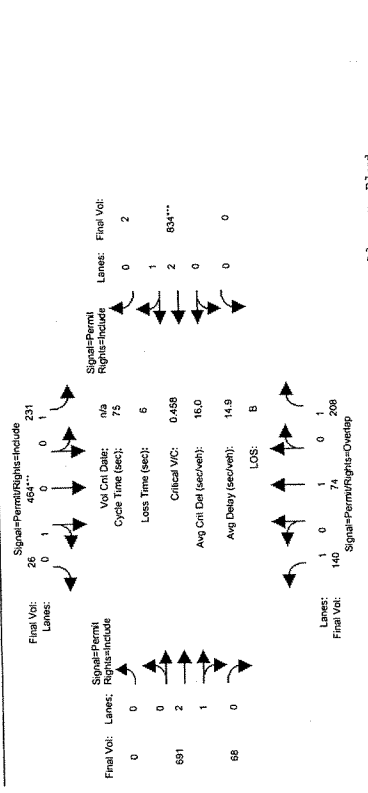 Signal=Permit/Rights=Include
Final Vol: 26 464*** 231
Lanes: 0 1 0 0 1
Signal=Permit
Rights=Include
Signal=Permit
Rights=Include
Final Vol: Lanes:
Lanes: Final Vol:
Vol Cnt Date: n/a
Cycle Time (sec): 75
Loss Time (sec): 6
Critical V/C: 0.458
Avg Crit Del (sec/veh): 16.0
Avg Delay (sec/veh): 14.9
LOS: B
0 0
0
691 2
1
68 0
0 2
1
2 834***
0
0 0
Lanes: 1 0 1 0 1
Final Vol: 140 74 208
Signal=Permit/Rights=Overlap